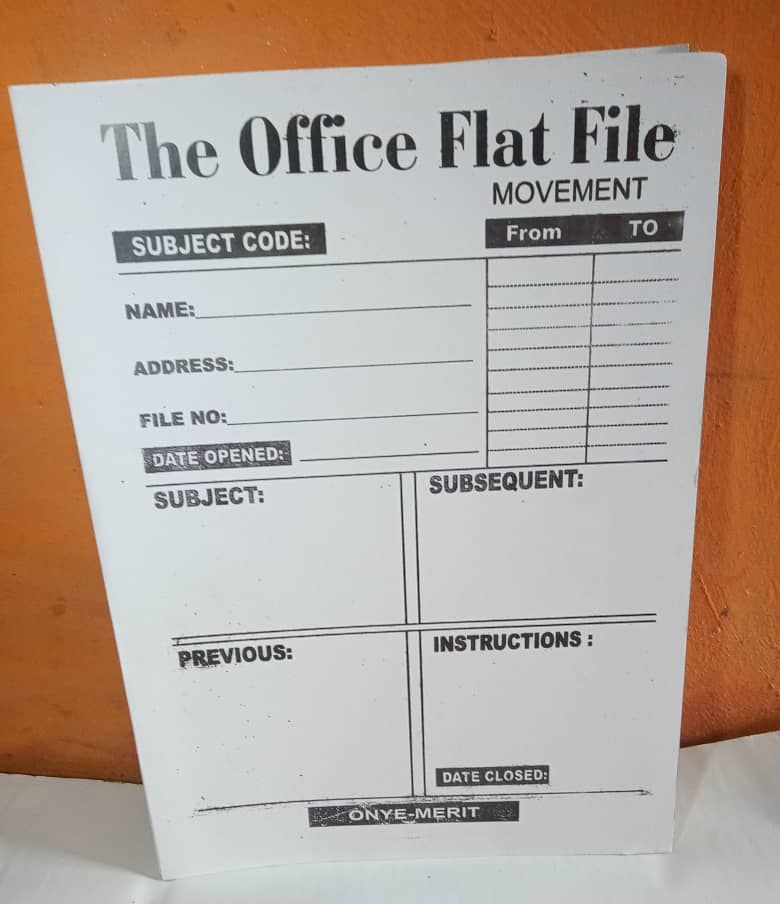 The Office Flat File
MOVEMENT
SUBJECT CODE:
From TO
NAME:
ADDRESS:
FILE NO:
DATE OPENED:
SUBJECT:
SUBSEQUENT:
PREVIOUS:
INSTRUCTIONS :
DATE CLOSED:
ONYE-MERIT